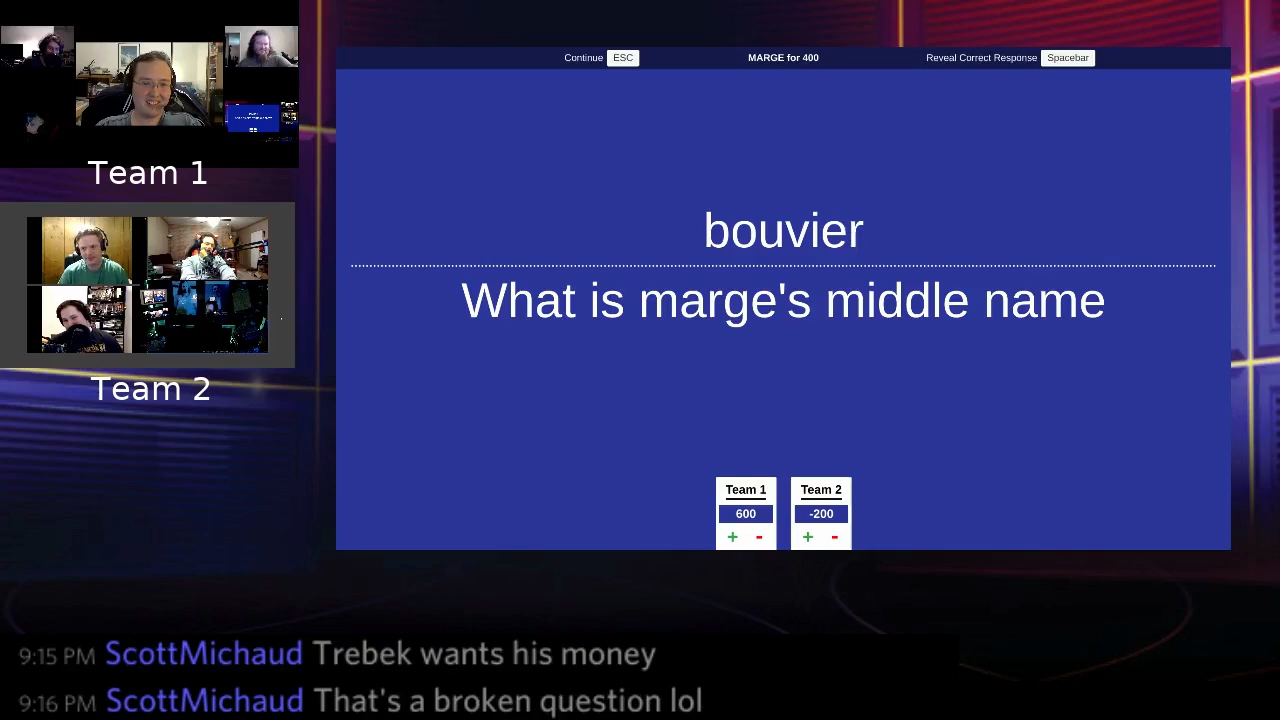 Team 1
Team 2
Continue ESC
MARGE for 400
Reveal Correct Response Spacebar
bouvier
What is marge's middle name
Team 1
600
+ -
Team 2
-200
+ -
9:15 PM ScottMichaud Trebek wants his money
9:16 PM ScottMichaud That's a broken question lol